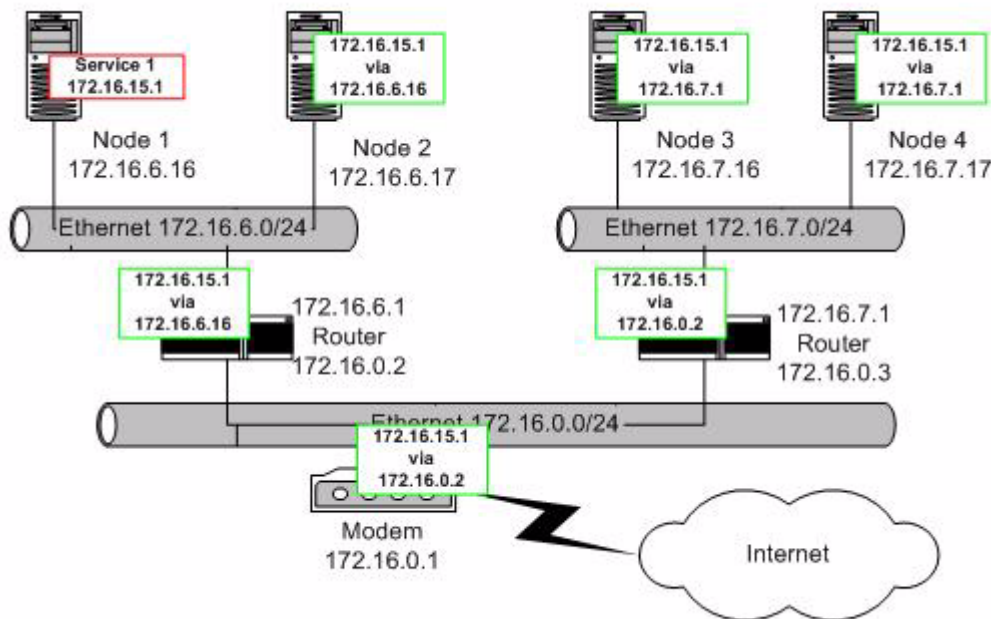 Service 1
172.16.15.1
Node 1
172.16.6.16
172.16.15.1
via
172.16.6.16
Node 2
172.16.6.17
172.16.15.1
via
172.16.7.1
Node 3
172.16.7.16
172.16.15.1
via
172.16.7.1
Node 4
172.16.7.17
Ethernet 172.16.6.0/24
Ethernet 172.16.7.0/24
172.16.15.1
via
172.16.6.16
172.16.6.1
Router
172.16.0.2
172.16.15.1
via
172.16.0.2
172.16.7.1
Router
172.16.0.3
Ethernet 172.16.0.0/24
172.16.15.1
via
172.16.0.2
Modem
172.16.0.1
Internet